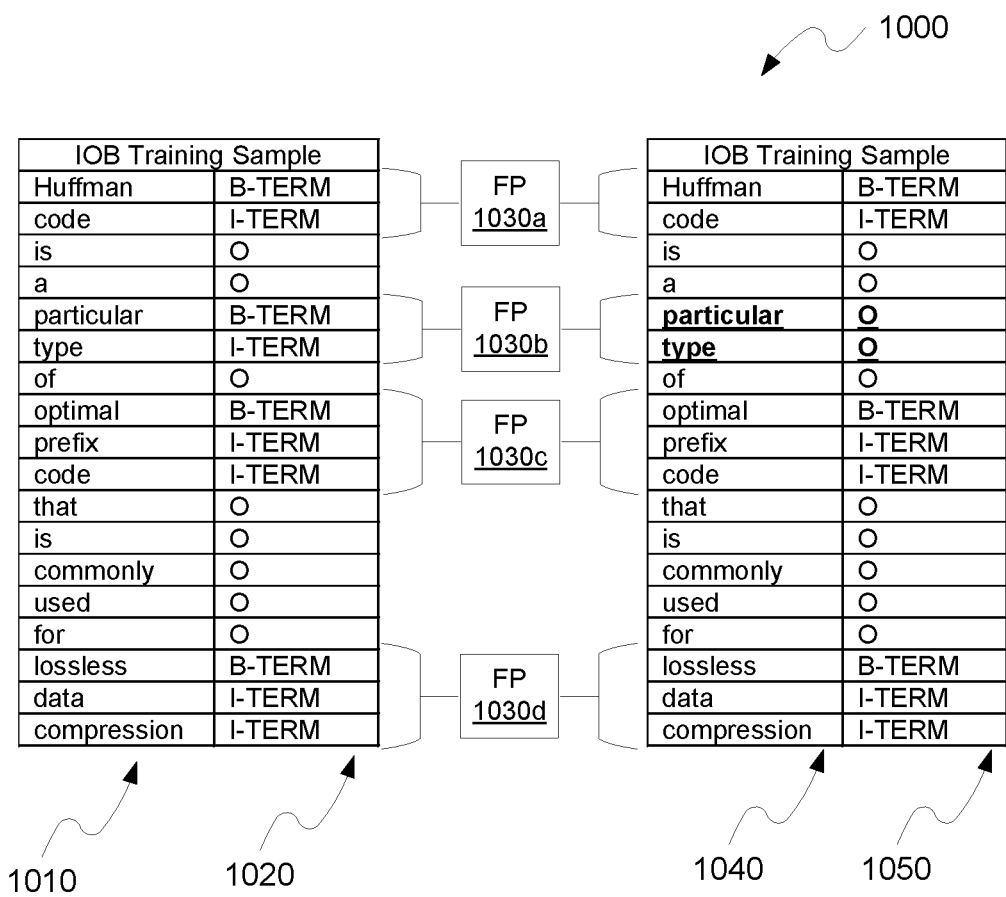 1000
IOB Training Sample
Huffman B-TERM
code I-TERM
is O
a O
particular B-TERM
type I-TERM
of O
optimal B-TERM
prefix I-TERM
code I-TERM
that O
is O
commonly O
used O
for O
lossless B-TERM
data I-TERM
compression I-TERM
FP
1030a
FP
1030b
FP
1030c
FP
1030d
IOB Training Sample
Huffman B-TERM
code I-TERM
is O
a O
particular O
type O
of O
optimal B-TERM
prefix I-TERM
code I-TERM
that O
is O
commonly O
used O
for O
lossless B-TERM
data I-TERM
compression I-TERM
1010
1020
1040
1050